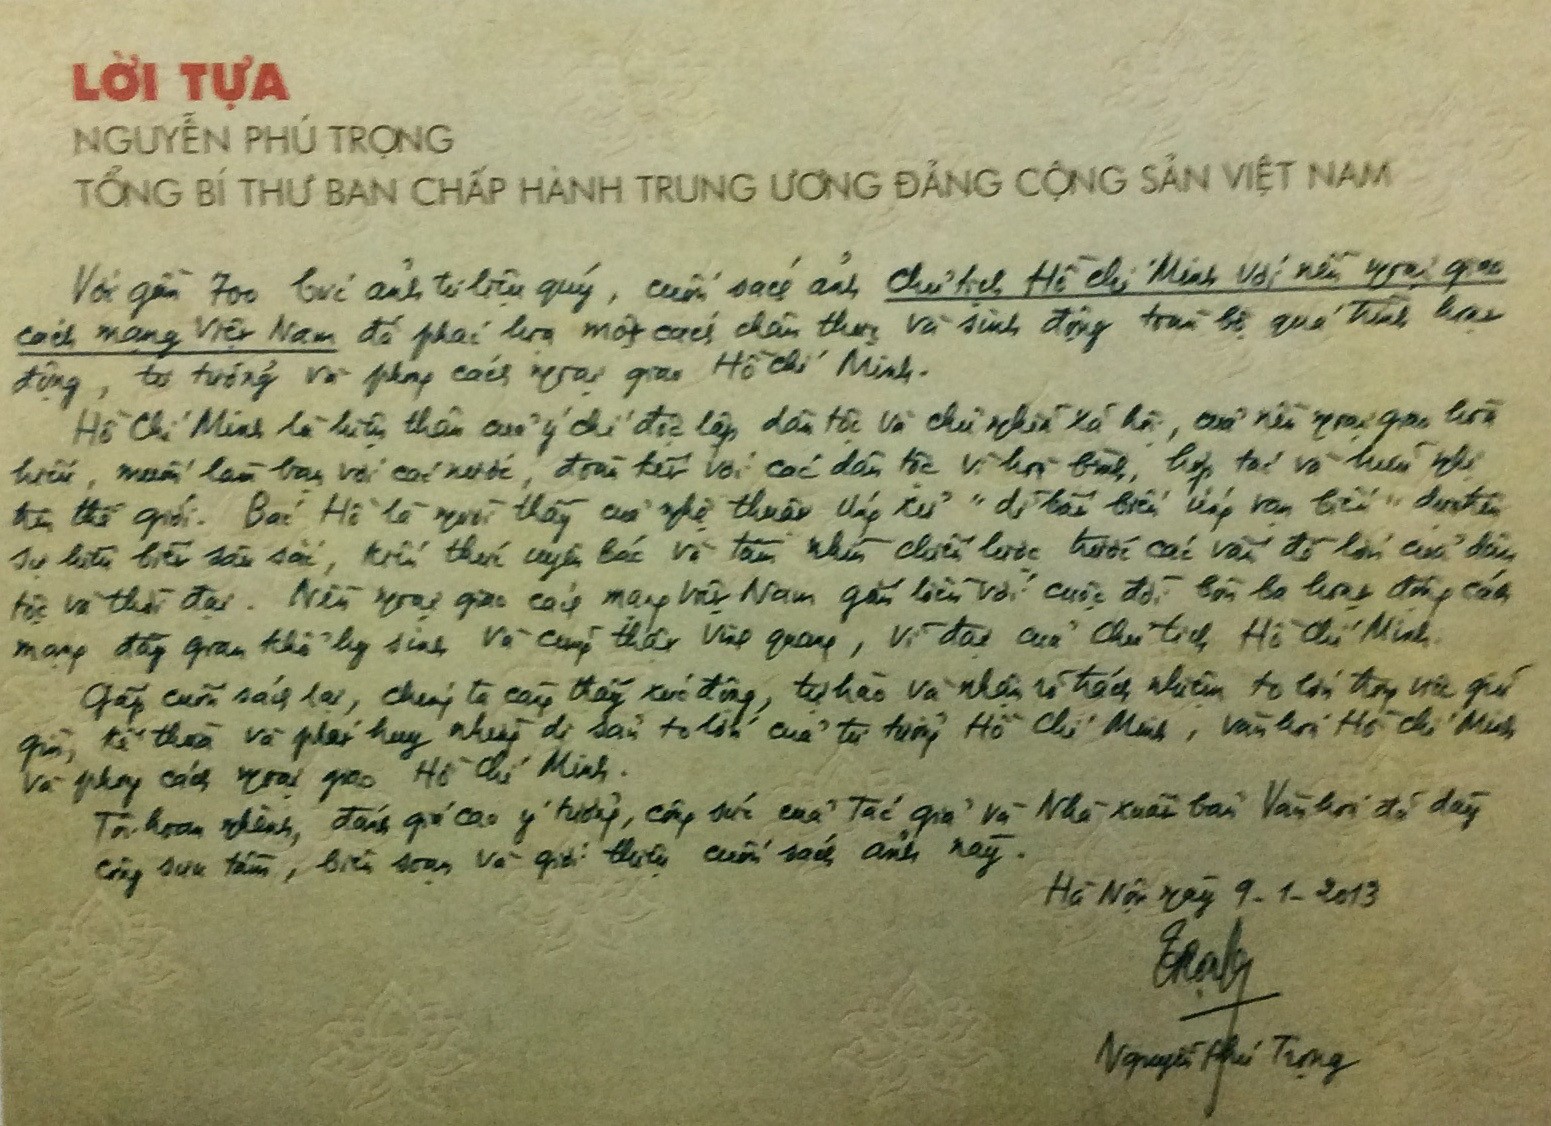 LỜI TỰA
NGUYỄN PHÚ TRỌNG
TỔNG BÍ THƯ BAN CHẤP HÀNH TRUNG ƯƠNG ĐẢNG CỘNG SẢN VIỆT NAM
Với gần 700 bức ảnh tư liệu quý, cuốn sách ảnh Chủ tịch Hồ Chí Minh với nền ngoại giao
cách mạng Việt Nam đã phác họa một cách chân thực và sinh động toàn bộ quá trình hoạt
động, tư tưởng và phong cách ngoại giao Hồ Chí Minh.
Hồ Chí Minh là hiện thân của ý chí độc lập dân tộc và chủ nghĩa xã hội, của nền ngoại giao hòa
hiếu, muốn làm bạn với các nước, đoàn kết với các dân tộc vì hòa bình, hợp tác và hữu nghị
trên thế giới. Bác Hồ là người thầy của nghệ thuật ứng xử "dĩ bất biến ứng vạn biến" dựa trên
sự hiểu biết sâu sắc, kiến thức uyên bác và tầm nhìn chiến lược trước các vấn đề lớn của dân
tộc và thời đại. Nền ngoại giao cách mạng Việt Nam gắn liền với cuộc đời bôn ba hoạt động cách
mạng đầy gian khổ hy sinh và cũng thật vinh quang, vĩ đại của Chủ tịch Hồ Chí Minh.
Gấp cuốn sách lại, chúng ta càng thấy xúc động, tự hào và nhận rõ trách nhiệm to lớn trong việc giữ
gìn, kế thừa và phát huy những di sản to lớn của tư tưởng Hồ Chí Minh, văn hoá Hồ Chí Minh
và phong cách ngoại giao Hồ Chí Minh.
Tôi hoan nghênh, đánh giá cao ý tưởng, công sức của Tác giả và Nhà xuất bản Văn hoá đã dày
công sưu tầm, biên soạn và giới thiệu cuốn sách ảnh này.
Hà Nội ngày 9-1-2013
Trọng
Nguyễn Phú Trọng